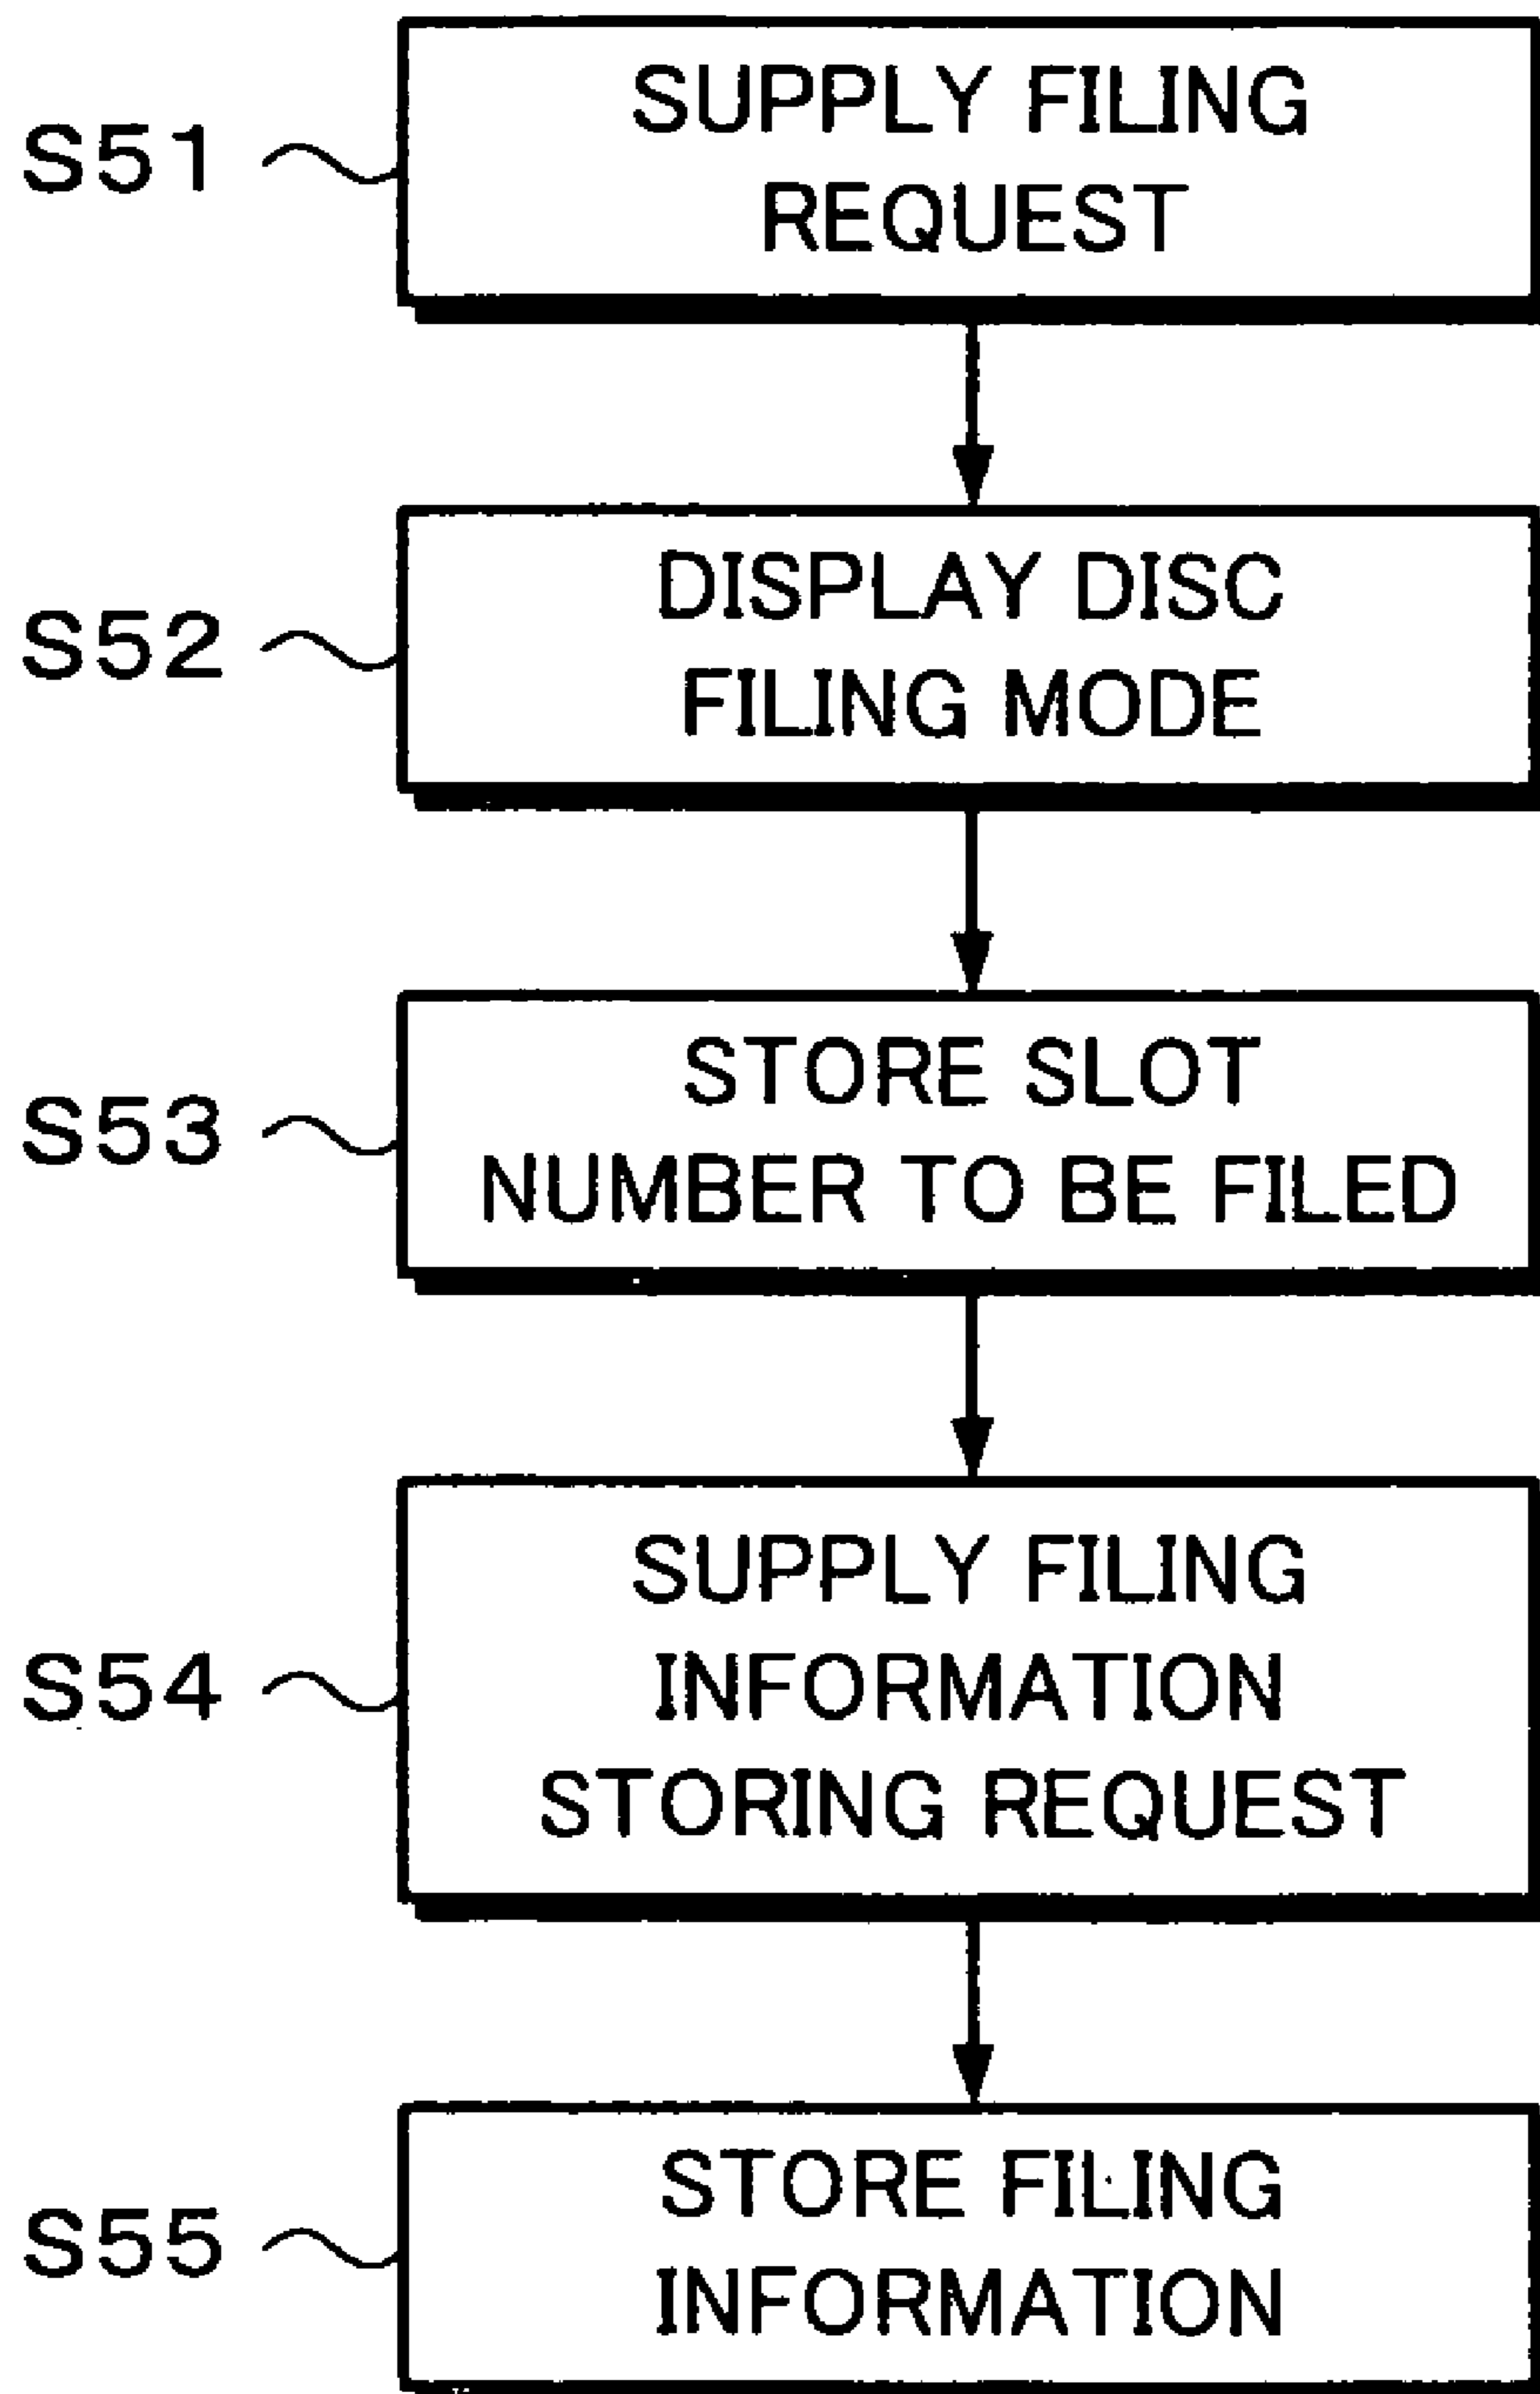 S51
SUPPLY FILING
REQUEST
S52
DISPLAY DISC
FILING MODE
S53
STORE SLOT
NUMBER TO BE FILED
S54
SUPPLY FILING
INFORMATION
STORING REQUEST
S55
STORE FILING
INFORMATION